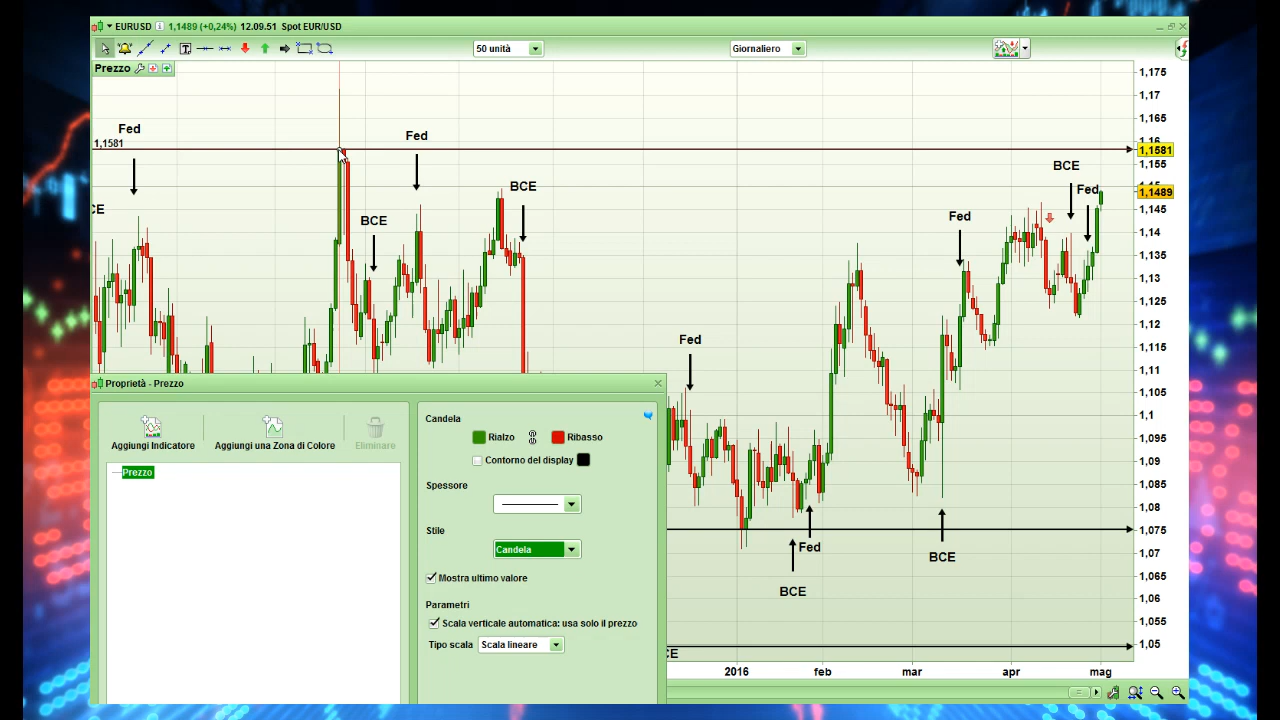 EURUSD 1,1489 (+0,24%) 12.09.51 Spot EUR/USD
50 unità Giornaliero
Prezzo
Fed
1,1581
CE
BCE
Fed
BCE
Fed
Fed
BCE
Fed
BCE
Fed
BCE
CE
1,175
1,17
1,165
1,16
1,1581
1,155
1,15
1,1489
1,145
1,14
1,135
1,13
1,125
1,12
1,115
1,11
1,105
1,1
1,095
1,09
1,085
1,08
1,075
1,07
1,065
1,06
1,055
1,05
2016 feb mar apr mag
Proprietà - Prezzo
Aggiungi Indicatore
Aggiungi una Zona di Colore
Eliminare
Prezzo
Candela
Rialzo Ribasso
Contorno del display
Spessore
Stile
Candela
Mostra ultimo valore
Parametri
Scala verticale automatica: usa solo il prezzo
Tipo scala Scala lineare